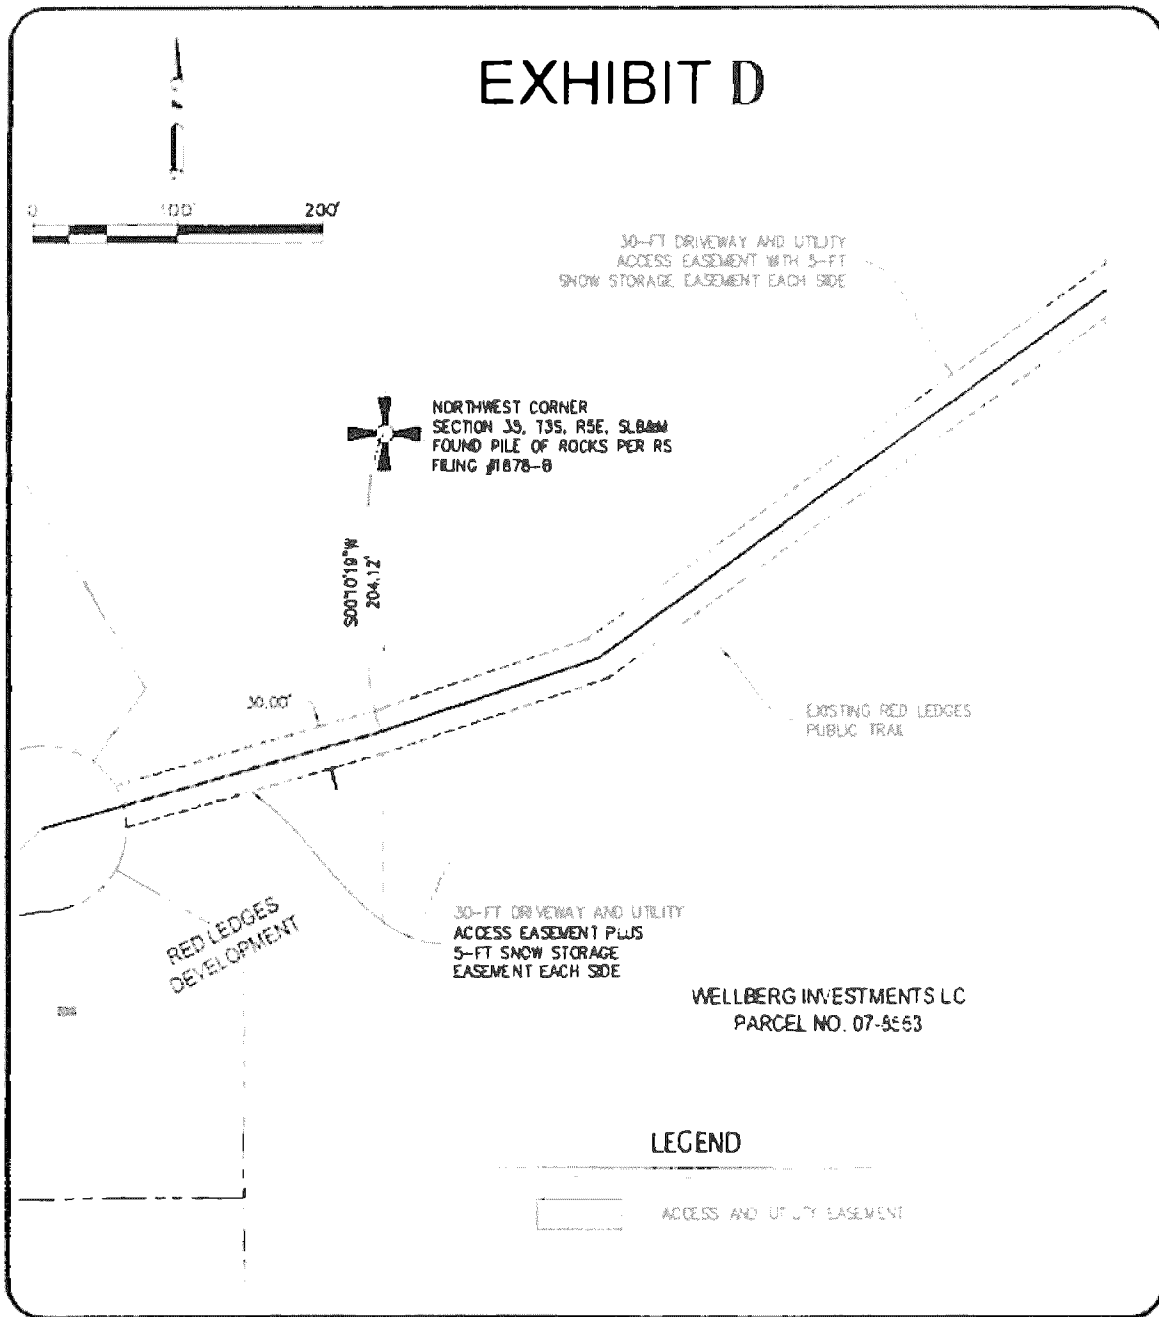 EXHIBIT D
0 100' 200'
30-FT DRIVEWAY AND UTILITY
ACCESS EASEMENT WITH 5-FT
SNOW STORAGE EASEMENT EACH SIDE
NORTHWEST CORNER
SECTION 35, T3S, R5E, SLB&M
FOUND PILE OF ROCKS PER RS
FILING #1878-B
S00°10'19"W
204.12'
30.00'
EXISTING RED LEDGES
PUBLIC TRAIL
RED LEDGES
DEVELOPMENT
30-FT DRIVEWAY AND UTILITY
ACCESS EASEMENT PLUS
5-FT SNOW STORAGE
EASEMENT EACH SIDE
WELLBERG INVESTMENTS LC
PARCEL NO.
LEGEND
ACCESS AND UTILITY EASEMENT